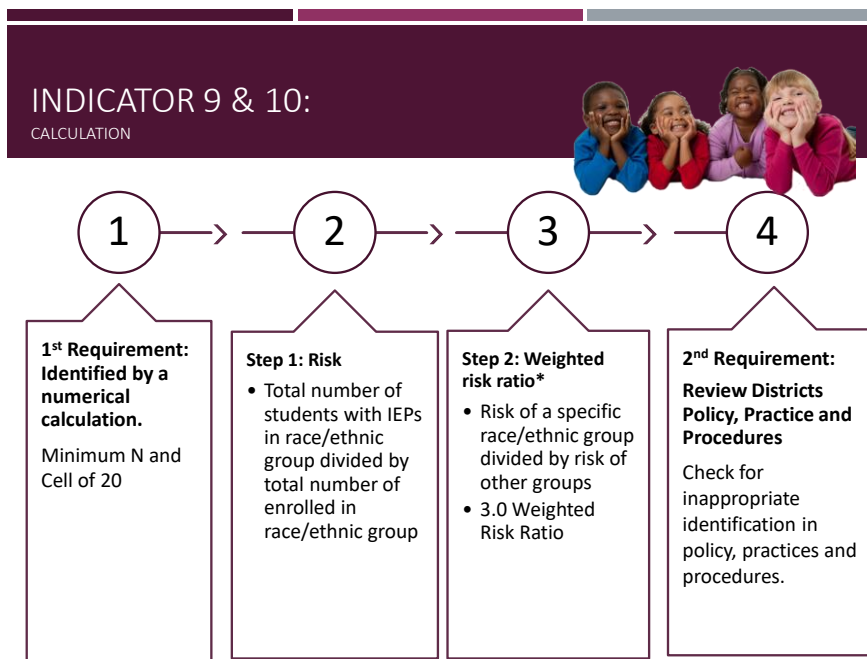 INDICATOR 9 & 10:
CALCULATION
1
2
3
4
1st Requirement:
Identified by a
numerical
calculation.
Minimum N and
Cell of 20
Step 1: Risk
• Total number of
students with IEPs
in race/ethnic
group divided by
total number of
enrolled in
race/ethnic group
Step 2: Weighted
risk ratio*
• Risk of a specific
race/ethnic group
divided by risk of
other groups
• 3.0 Weighted
Risk Ratio
2nd Requirement:
Review Districts
Policy, Practice and
Procedures
Check for
inappropriate
identification in
policy, practices and
procedures.